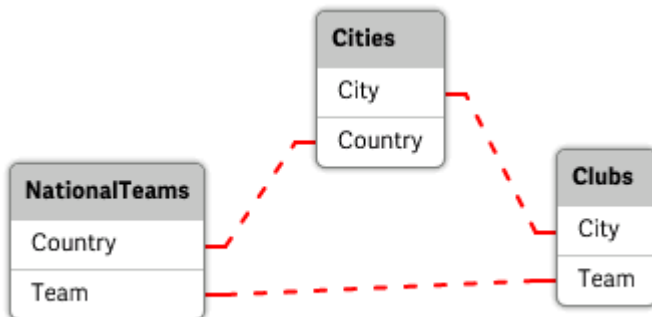 Cities
City
Country
NationalTeams
Country
Team
Clubs
City
Team